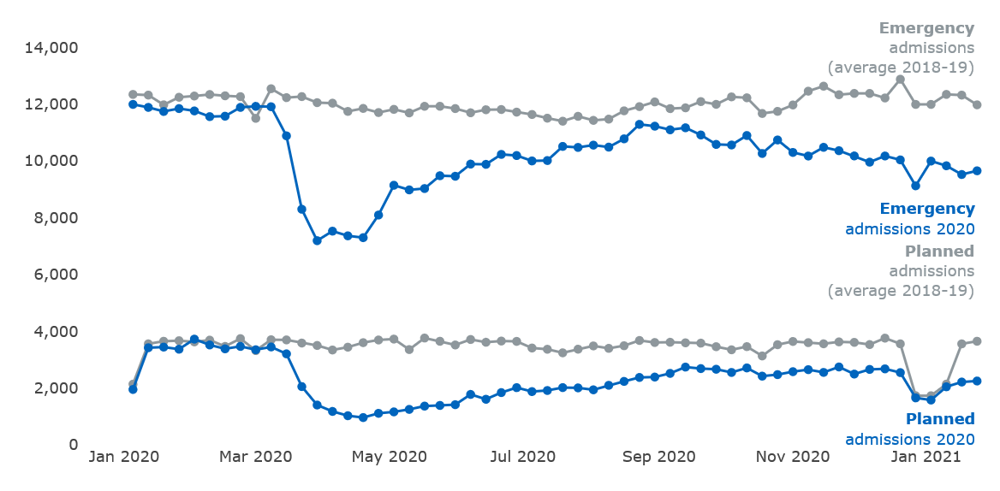 Emergency
admissions
(average 2018-19)
14,000
12,000
10,000
8,000
6,000
4,000
2,000
0
Emergency
admissions 2020
Planned
admissions
(average 2018-19)
Planned
admissions 2020
Jan 2020 Mar 2020 May 2020 Jul 2020 Sep 2020 Nov 2020 Jan 2021